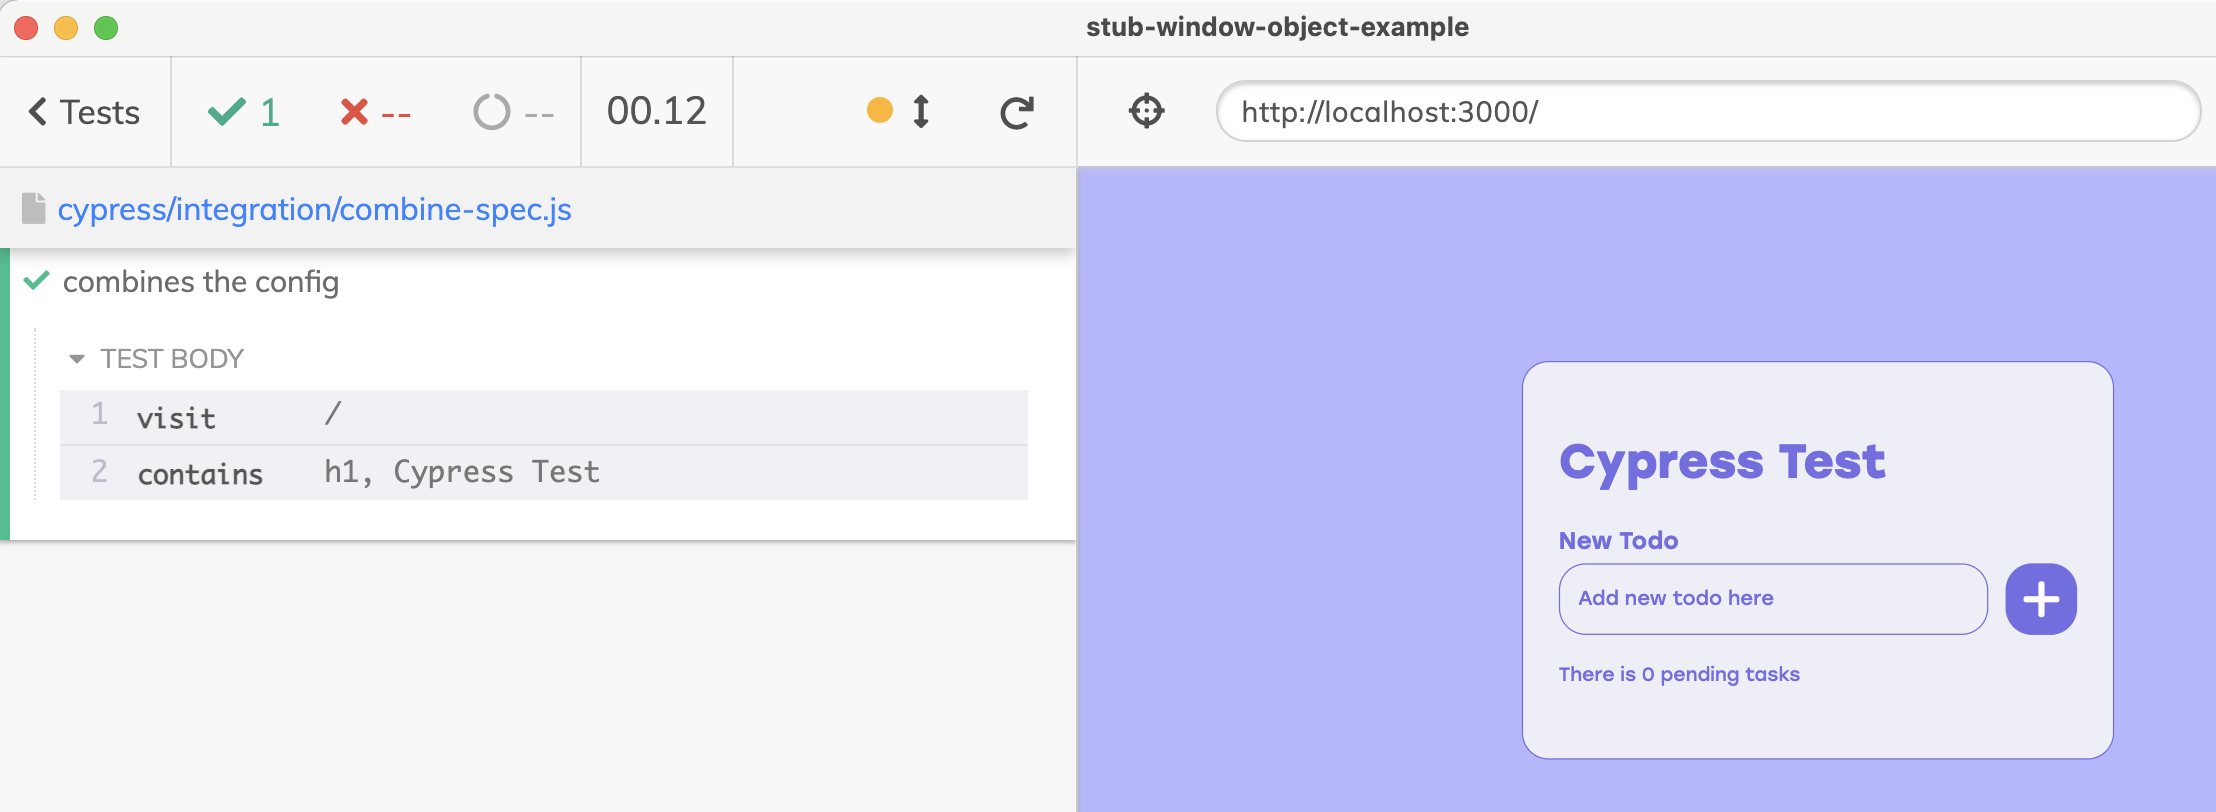 stub-window-object-example
Tests
1
--
--
00.12
http://localhost:3000/
cypress/integration/combine-spec.js
combines the config
TEST BODY
1 visit /
2 contains h1, Cypress Test
Cypress Test
New Todo
Add new todo here
There is 0 pending tasks